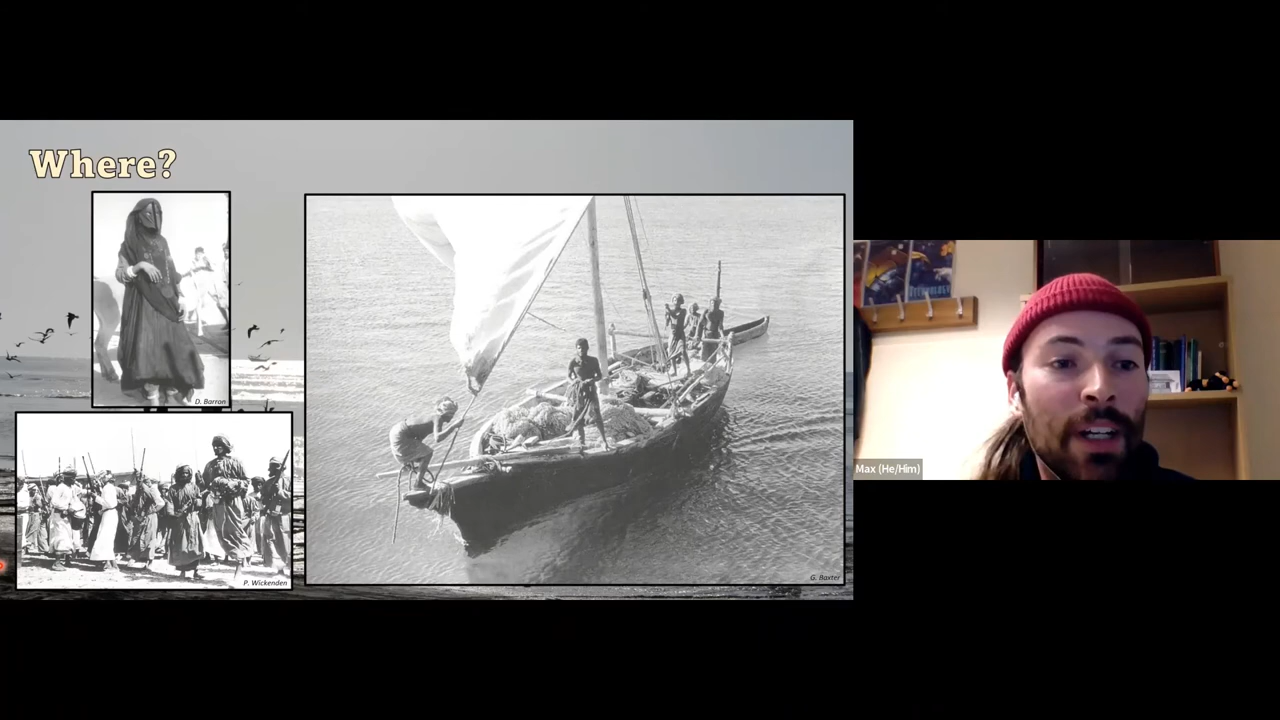 Where?
D. Barron
P. Wickenden
G. Baxter
Max (He/Him)